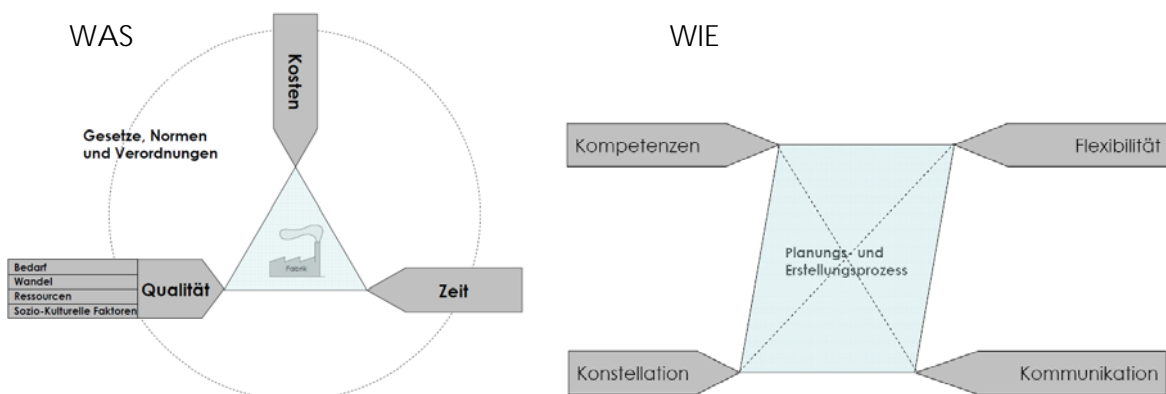 WAS
Kosten
Gesetze, Normen
und Verordnungen
Fabrik
Bedarf
Wandel
Ressourcen
Sozio-Kulturelle Faktoren
Qualität
Zeit
WIE
Kompetenzen
Flexibilität
Planungs- und
Erstellungsprozess
Konstellation
Kommunikation